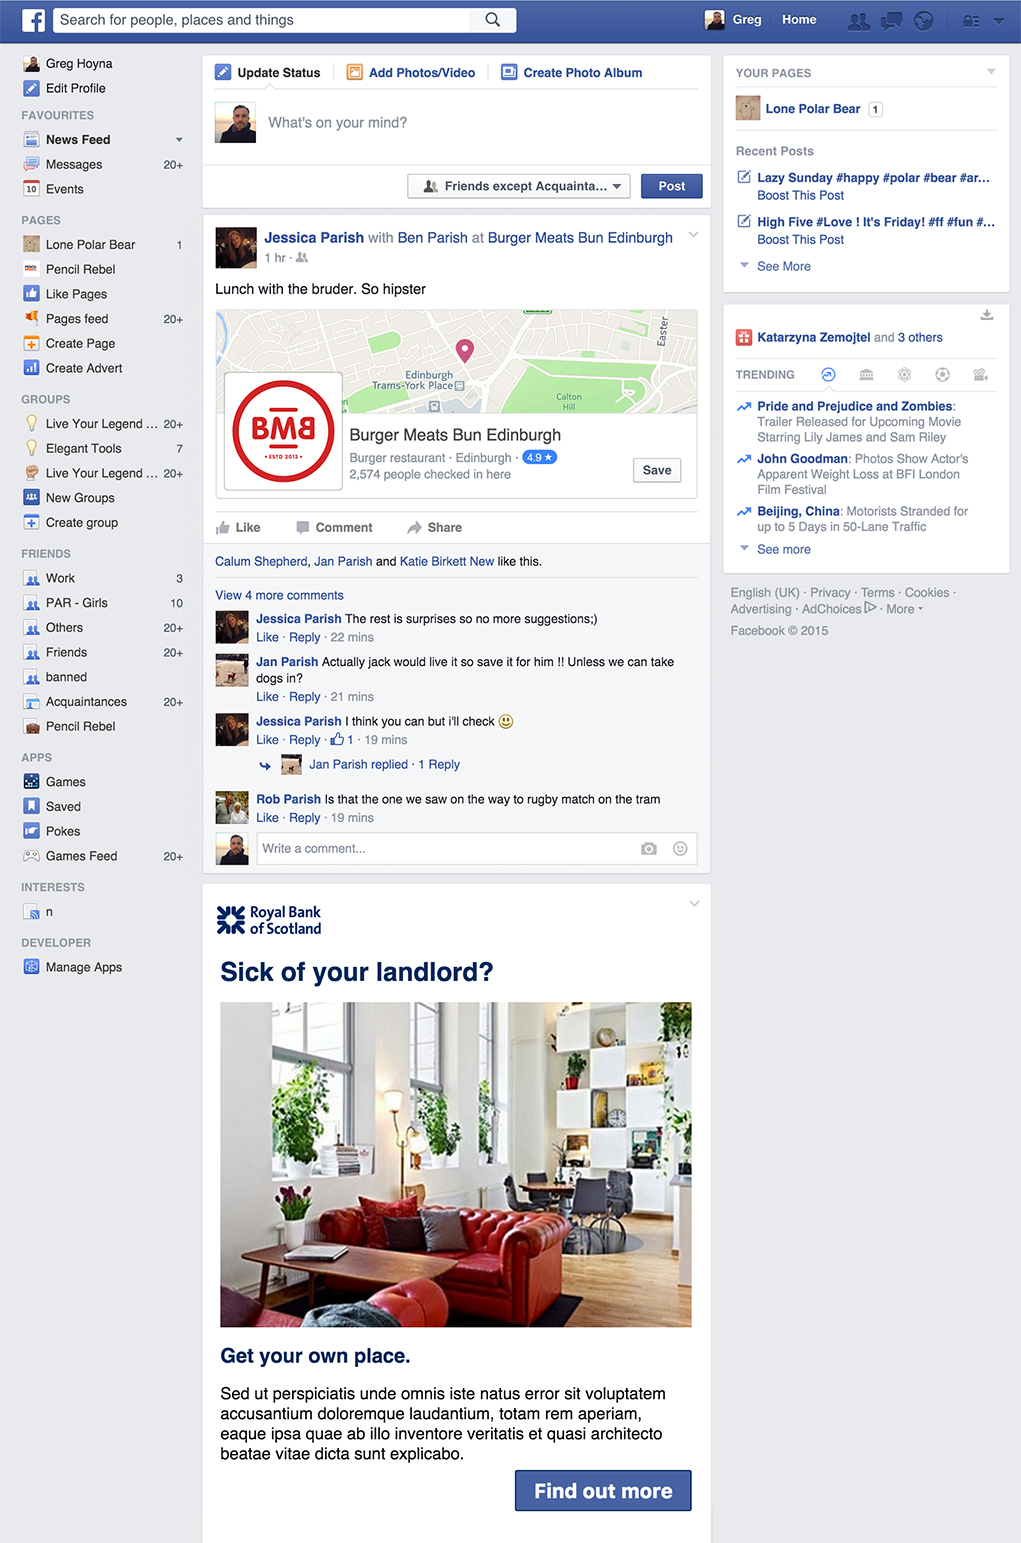 Search for people, places and things
Greg
Home
Greg Hoyna
Edit Profile
FAVOURITES
News Feed
Messages 20+
10 Events
PAGES
Lone Polar Bear 1
Pencil Rebel
Like Pages
Pages feed 20+
Create Page
Create Advert
GROUPS
Live Your Legend ... 20+
Elegant Tools 7
Live Your Legend ... 20+
New Groups
Create group
FRIENDS
Work 3
PAR - Girls 10
Others 20+
Friends 20+
banned
Acquaintances 20+
Pencil Rebel
APPS
Games
Saved
Pokes
Games Feed 20+
INTERESTS
n
DEVELOPER
Manage Apps
Update Status
Add Photos/Video
Create Photo Album
What's on your mind?
Friends except Acquainta...
Post
Jessica Parish with Ben Parish at Burger Meats Bun Edinburgh
1 hr ·
Lunch with the bruder. So hipster
Easter
Edinburgh
Trams-York Place
Calton
Hill
BMB
• ESTD 2013 •
Burger Meats Bun Edinburgh
Burger restaurant · Edinburgh · 4.9 ★
2,574 people checked in here
Save
Like
Comment
Share
Calum Shepherd, Jan Parish and Katie Birkett New like this.
View 4 more comments
Jessica Parish The rest is surprises so no more suggestions;)
Like · Reply · 22 mins
Jan Parish Actually jack would live it so save it for him !! Unless we can take
dogs in?
Like · Reply · 21 mins
Jessica Parish I think you can but i'll check
Like · Reply · 1 · 19 mins
Jan Parish replied · 1 Reply
Rob Parish Is that the one we saw on the way to rugby match on the tram
Like · Reply · 19 mins
Write a comment...
Royal Bank
of Scotland
Sick of your landlord?
Get your own place.
Sed ut perspiciatis unde omnis iste natus error sit voluptatem
accusantium doloremque laudantium, totam rem aperiam,
eaque ipsa quae ab illo inventore veritatis et quasi architecto
beatae vitae dicta sunt explicabo.
Find out more
YOUR PAGES
Lone Polar Bear 1
Recent Posts
Lazy Sunday #happy #polar #bear #ar...
Boost This Post
High Five #Love ! It's Friday! #ff #fun #...
Boost This Post
See More
Katarzyna Zemojtel and 3 others
TRENDING
Pride and Prejudice and Zombies:
Trailer Released for Upcoming Movie
Starring Lily James and Sam Riley
John Goodman: Photos Show Actor's
Apparent Weight Loss at BFI London
Film Festival
Beijing, China: Motorists Stranded for
up to 5 Days in 50-Lane Traffic
See more
English (UK) · Privacy · Terms · Cookies ·
Advertising · AdChoices · More
Facebook © 2015